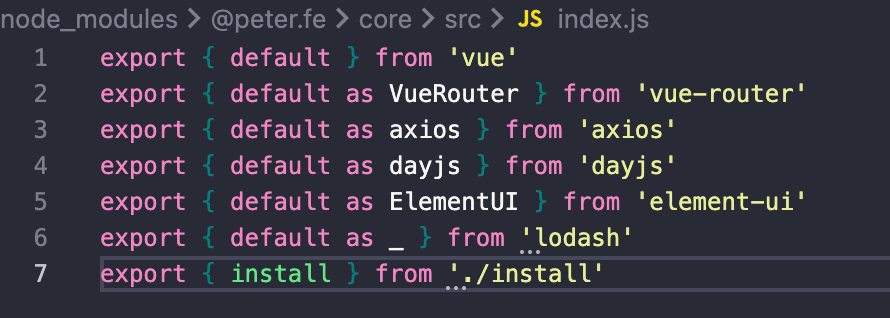 node_modules > @peter.fe > core > src > JS index.js
1 export { default } from 'vue'
2 export { default as VueRouter } from 'vue-router'
3 export { default as axios } from 'axios'
4 export { default as dayjs } from 'dayjs'
5 export { default as ElementUI } from 'element-ui'
6 export { default as _ } from 'lodash'
7 export { install } from './install'